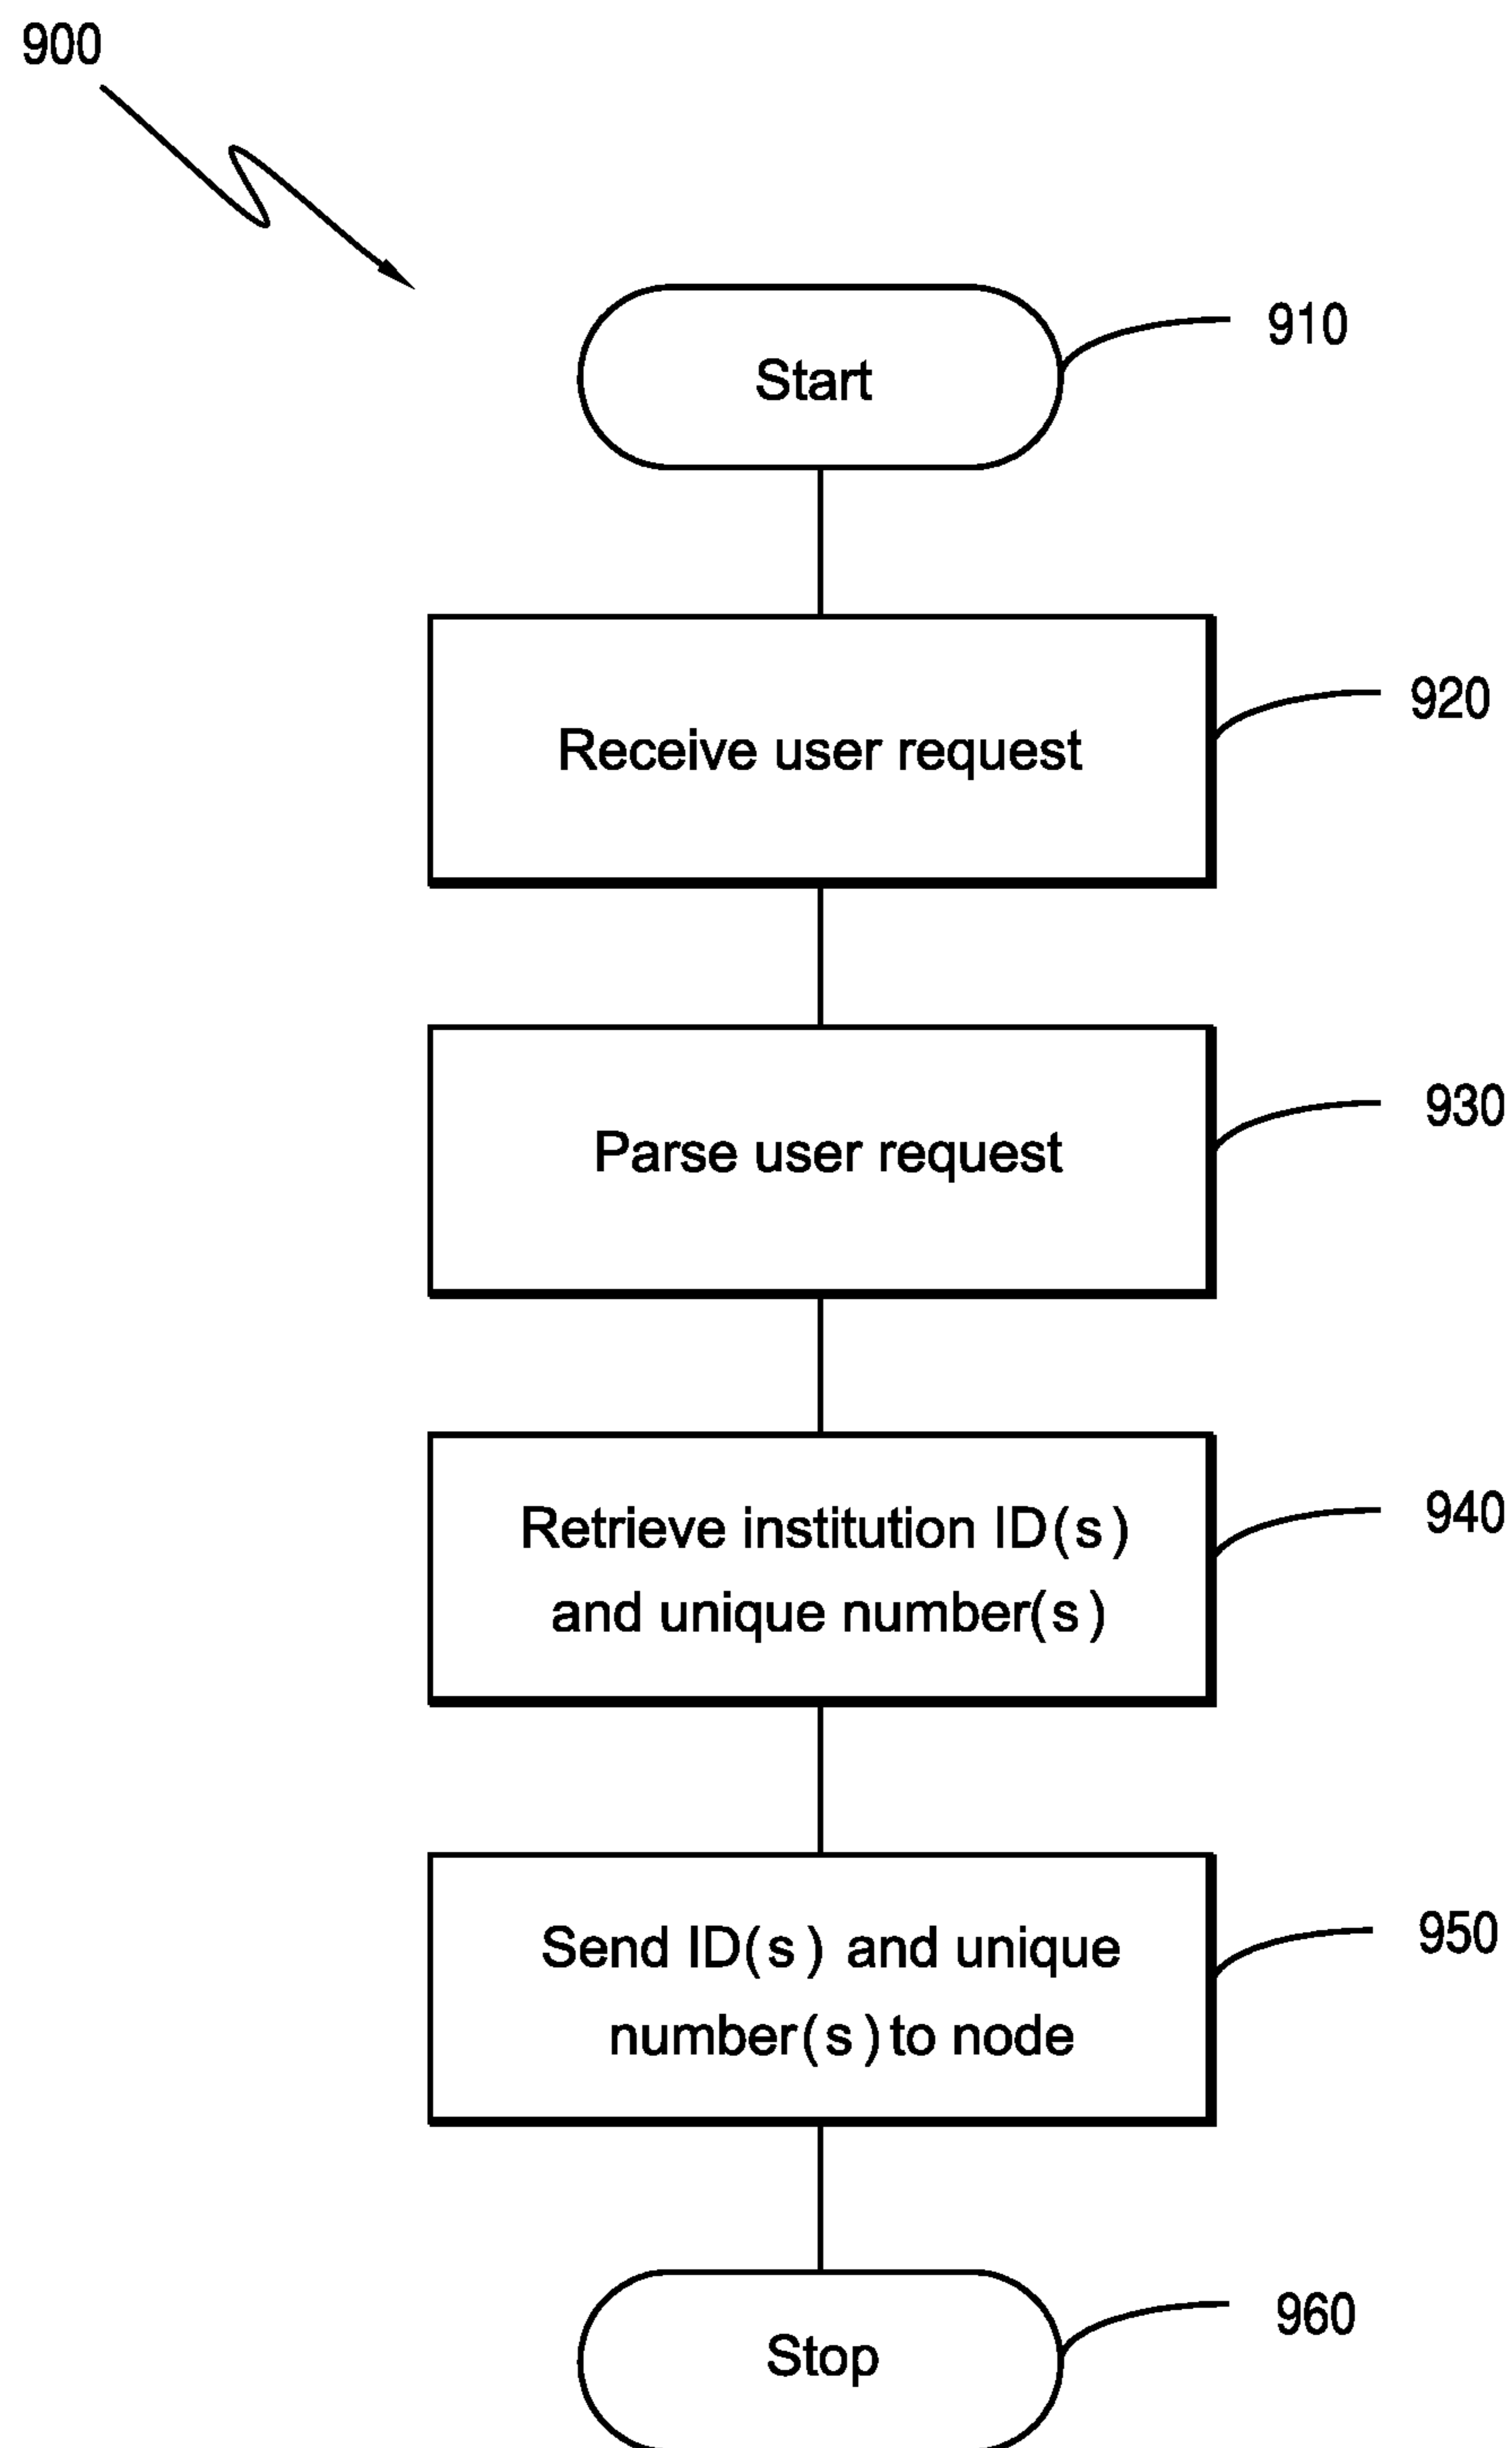 900
Start
910
Receive user request
920
Parse user request
930
Retrieve institution ID(s)
and unique number(s)
940
Send ID(s) and unique
number(s) to node
950
Stop
960